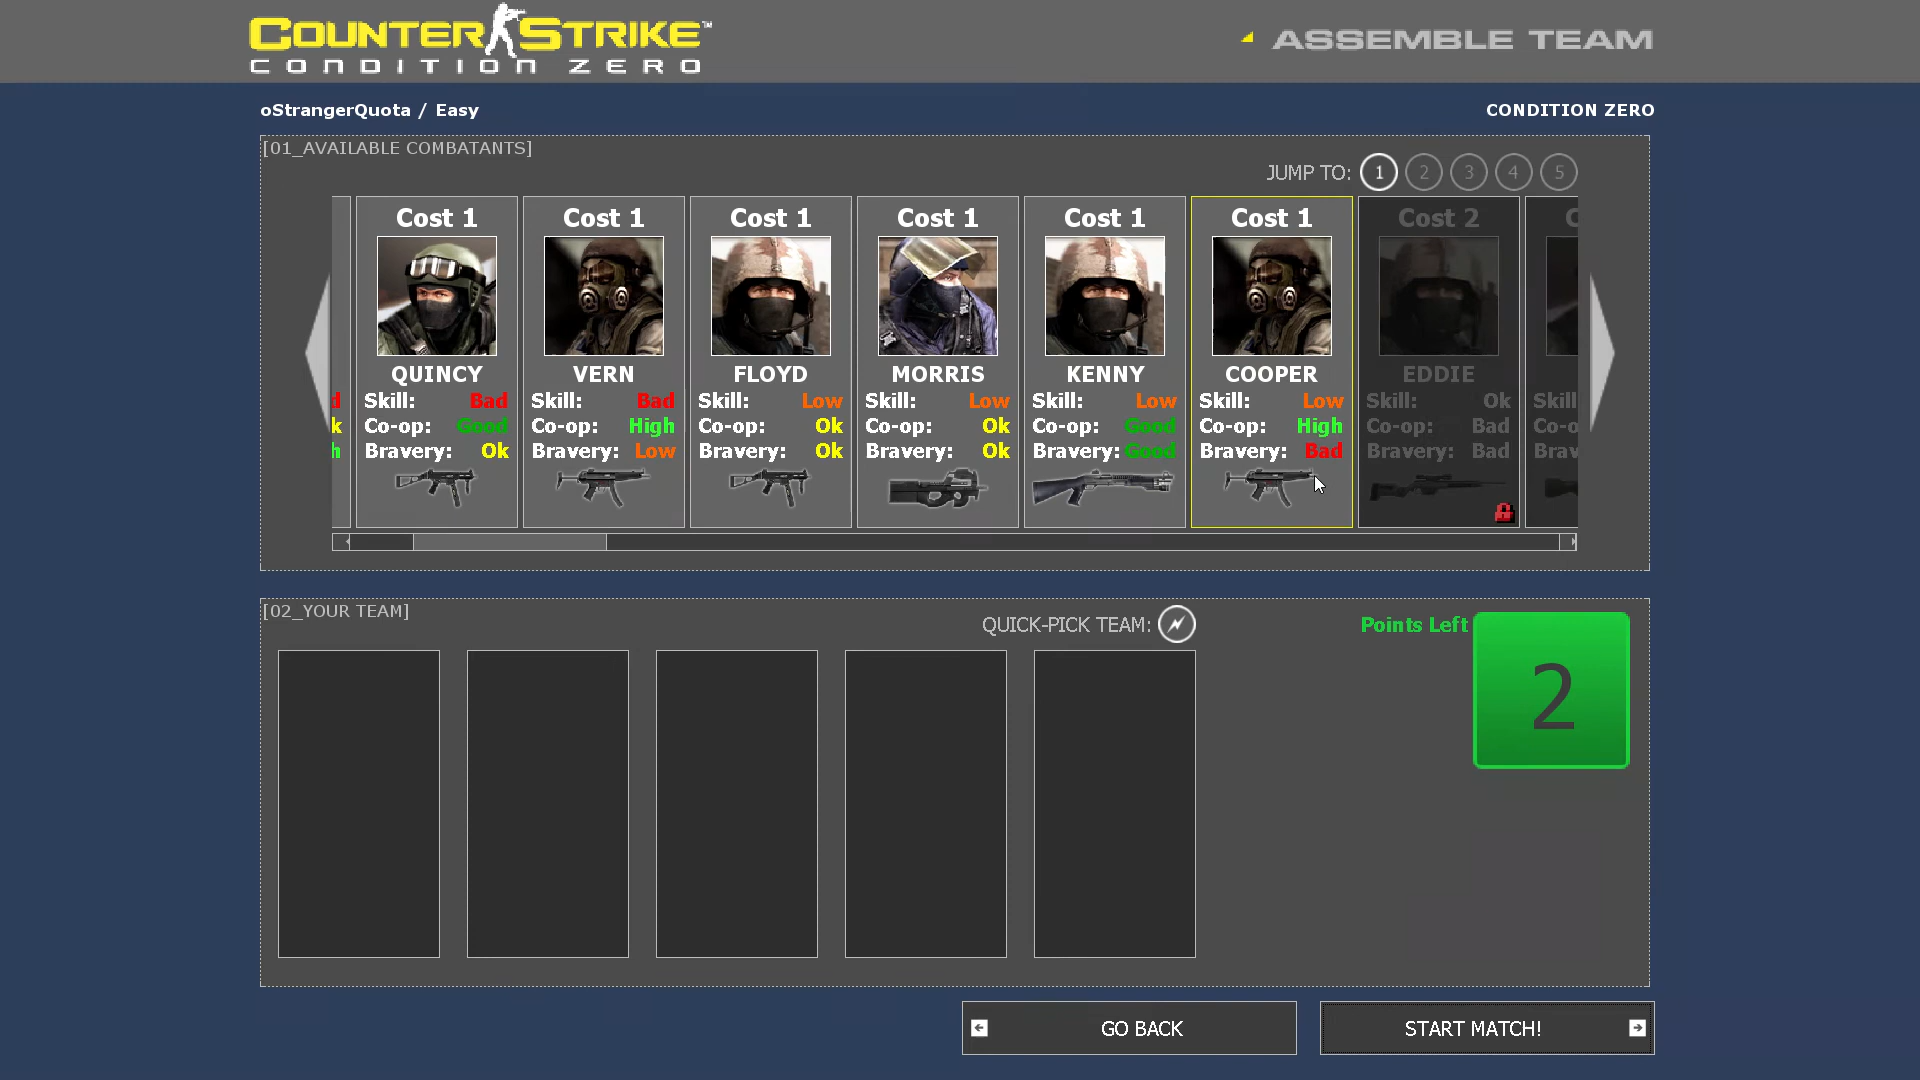 COUNTER STRIKE™
CONDITION ZERO
ASSEMBLE TEAM
oStrangerQuota / Easy
CONDITION ZERO
[01_AVAILABLE COMBATANTS]
JUMP TO: 1 2 3 4 5
Cost 1 Cost 1 Cost 1 Cost 1 Cost 1 Cost 1 Cost 2
QUINCY VERN FLOYD MORRIS KENNY COOPER EDDIE
Skill: Bad Skill: Bad Skill: Low Skill: Low Skill: Low Skill: Low Skill: Ok Skill
Co-op: Good Co-op: High Co-op: Ok Co-op: Ok Co-op: Good Co-op: High Co-op: Bad
Bravery: Ok Bravery: Low Bravery: Ok Bravery: Ok Bravery: Good Bravery: Bad Bravery: Bad
[02_YOUR TEAM]
QUICK-PICK TEAM:
Points Left
2
GO BACK
START MATCH!